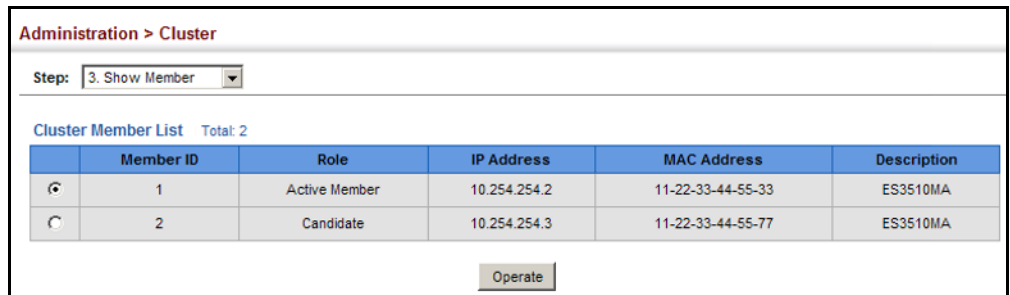 Administration > Cluster
Step: 3. Show Member
Cluster Member List Total: 2
Member ID Role IP Address MAC Address Description
1 Active Member 10.254.254.2 11-22-33-44-55-33 ES3510MA
2 Candidate 10.254.254.3 11-22-33-44-55-77 ES3510MA
Operate